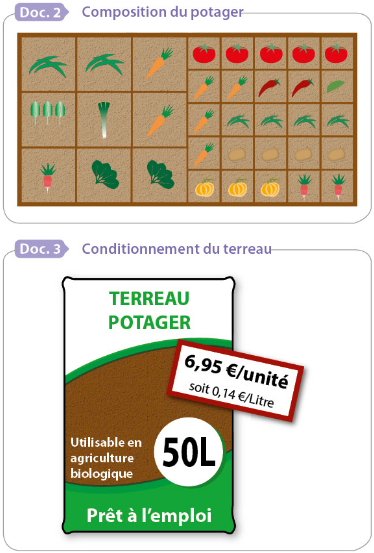 Doc. 2 Composition du potager
Doc. 3 Conditionnement du terreau
TERREAU
POTAGER
6,95 €/unité
soit 0,14 €/Litre
Utilisable en
agriculture
biologique
50L
Prêt à l'emploi